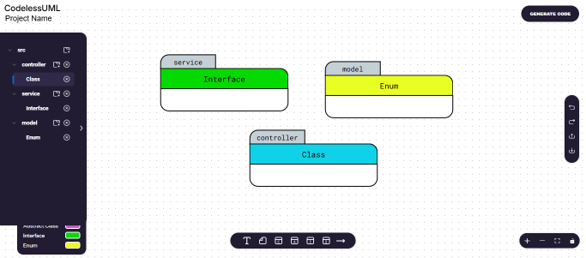 CodelessUML
Project Name
GENERATE CODE
src
controller
Class
service
Interface
model
Enum
Abstract Class
Interface
Enum
service
Interface
model
Enum
controller
Class
T